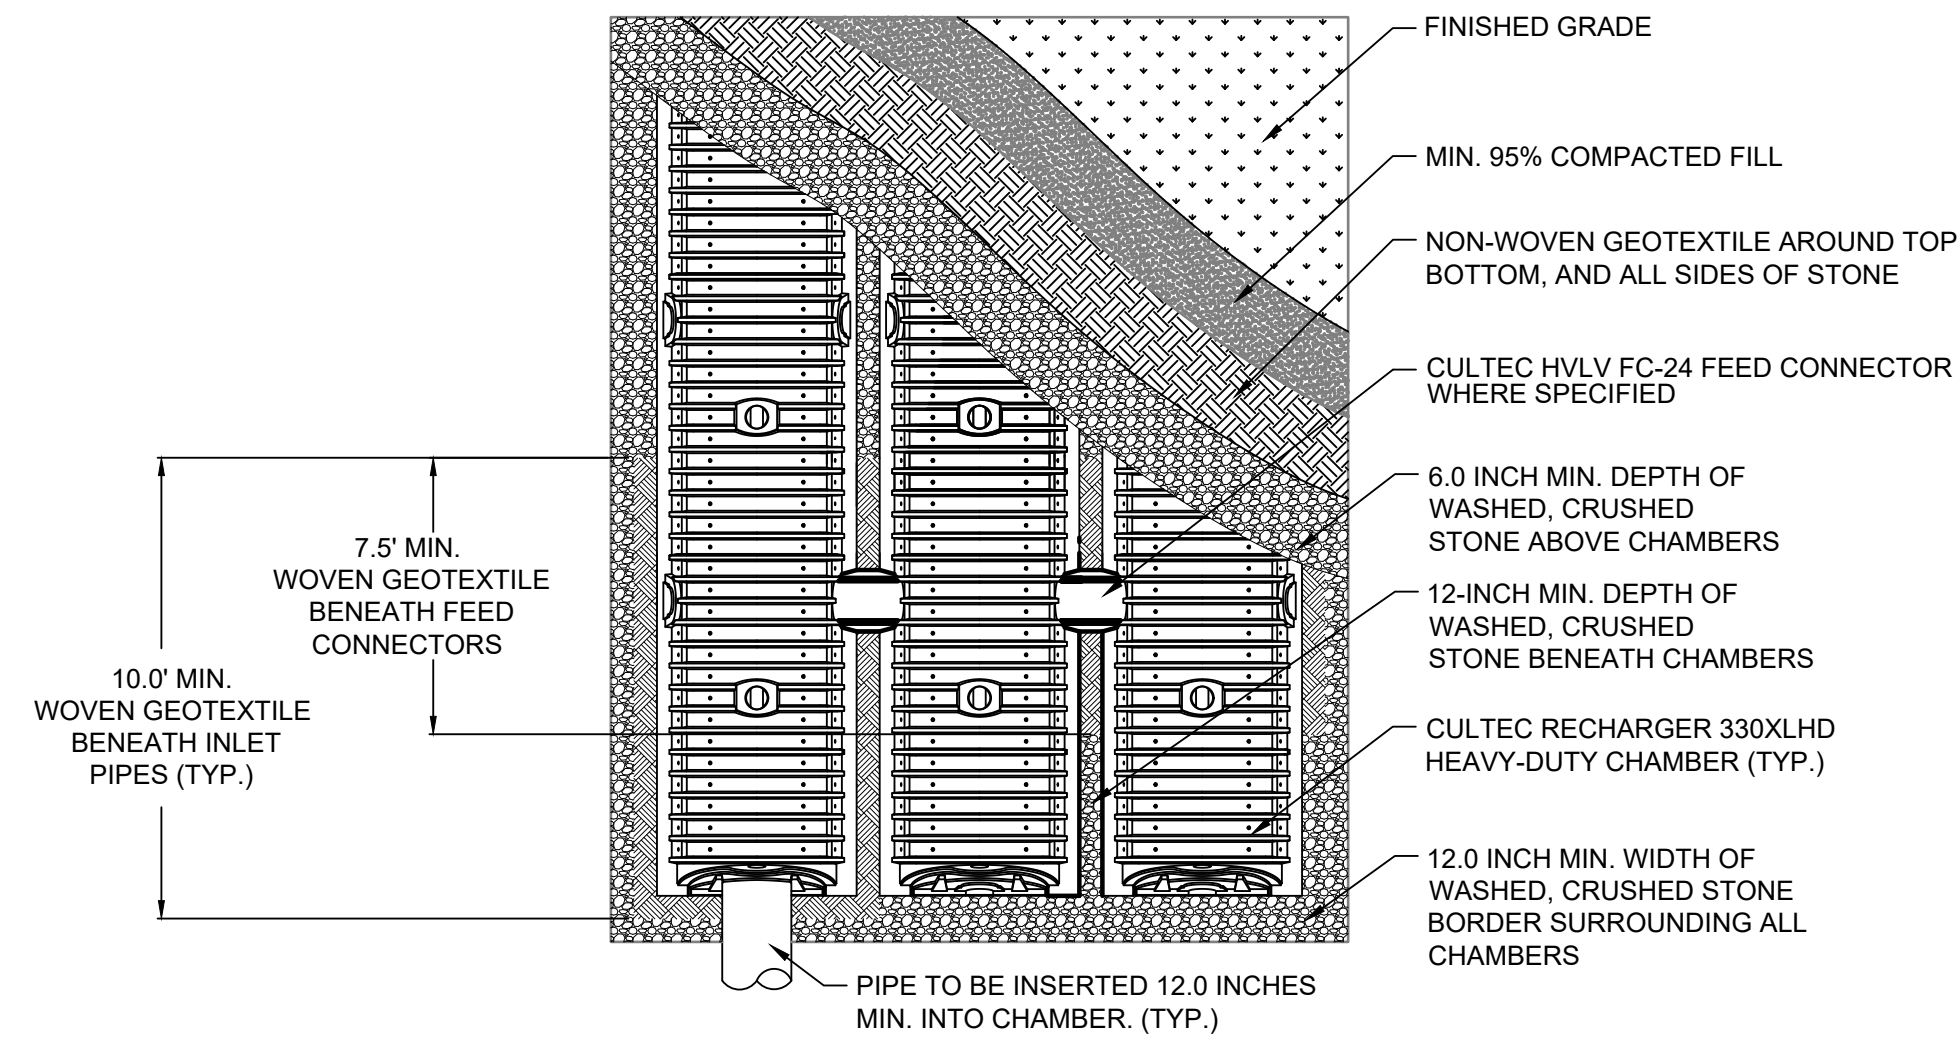 FINISHED GRADE
MIN. 95% COMPACTED FILL
NON-WOVEN GEOTEXTILE AROUND TOP
BOTTOM, AND ALL SIDES OF STONE
CULTEC HVLV FC-24 FEED CONNECTOR
WHERE SPECIFIED
6.0 INCH MIN. DEPTH OF
WASHED, CRUSHED
STONE ABOVE CHAMBERS
12-INCH MIN. DEPTH OF
WASHED, CRUSHED
STONE BENEATH CHAMBERS
CULTEC RECHARGER 330XLHD
HEAVY-DUTY CHAMBER (TYP.)
12.0 INCH MIN. WIDTH OF
WASHED, CRUSHED STONE
BORDER SURROUNDING ALL
CHAMBERS
7.5' MIN.
WOVEN GEOTEXTILE
BENEATH FEED
CONNECTORS
10.0' MIN.
WOVEN GEOTEXTILE
BENEATH INLET
PIPES (TYP.)
PIPE TO BE INSERTED 12.0 INCHES
MIN. INTO CHAMBER. (TYP.)